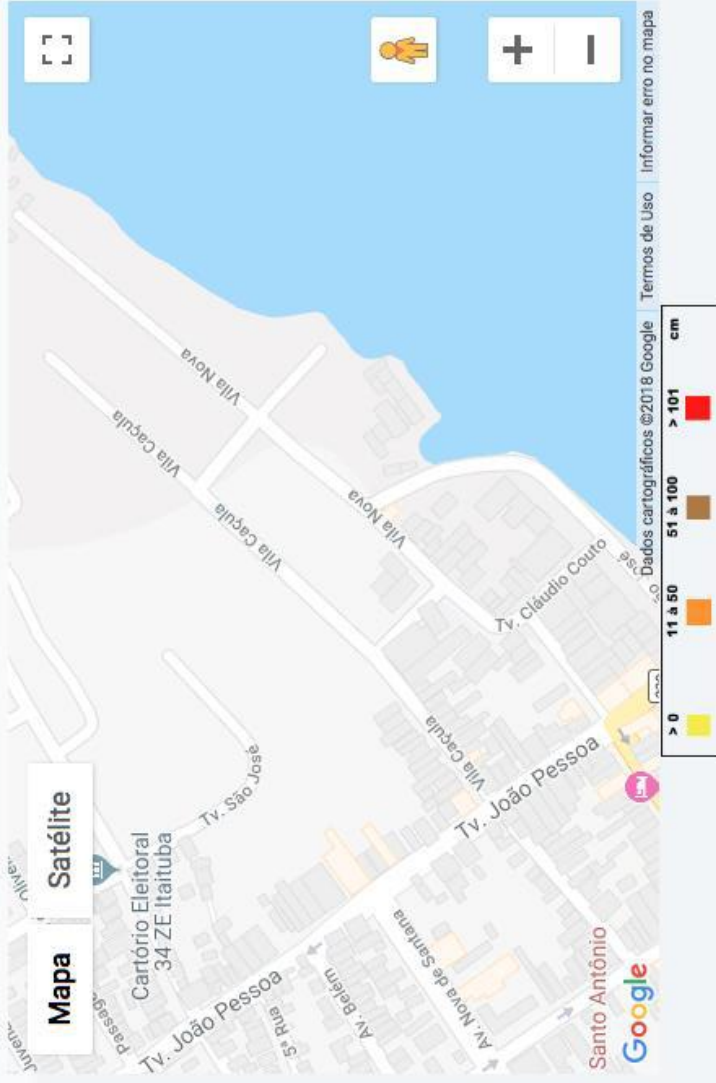 Mapa
Satélite
Cartório Eleitoral
34 ZE Itaituba
Passage
Tv. São José
Tv. João Pessoa
5ª Rua
Av. Belém
Av. Nova de Santana
Santo Antônio
Google
Tv. João Pessoa
Vila Caçula
Vila Caçula
Vila Caçula
Vila Nova
Vila Nova
Tv. Cláudio Couto
Dados cartográficos ©2018 Google
Termos de Uso
Informar erro no mapa
> 0
11 à 50
51 à 100
> 101
cm